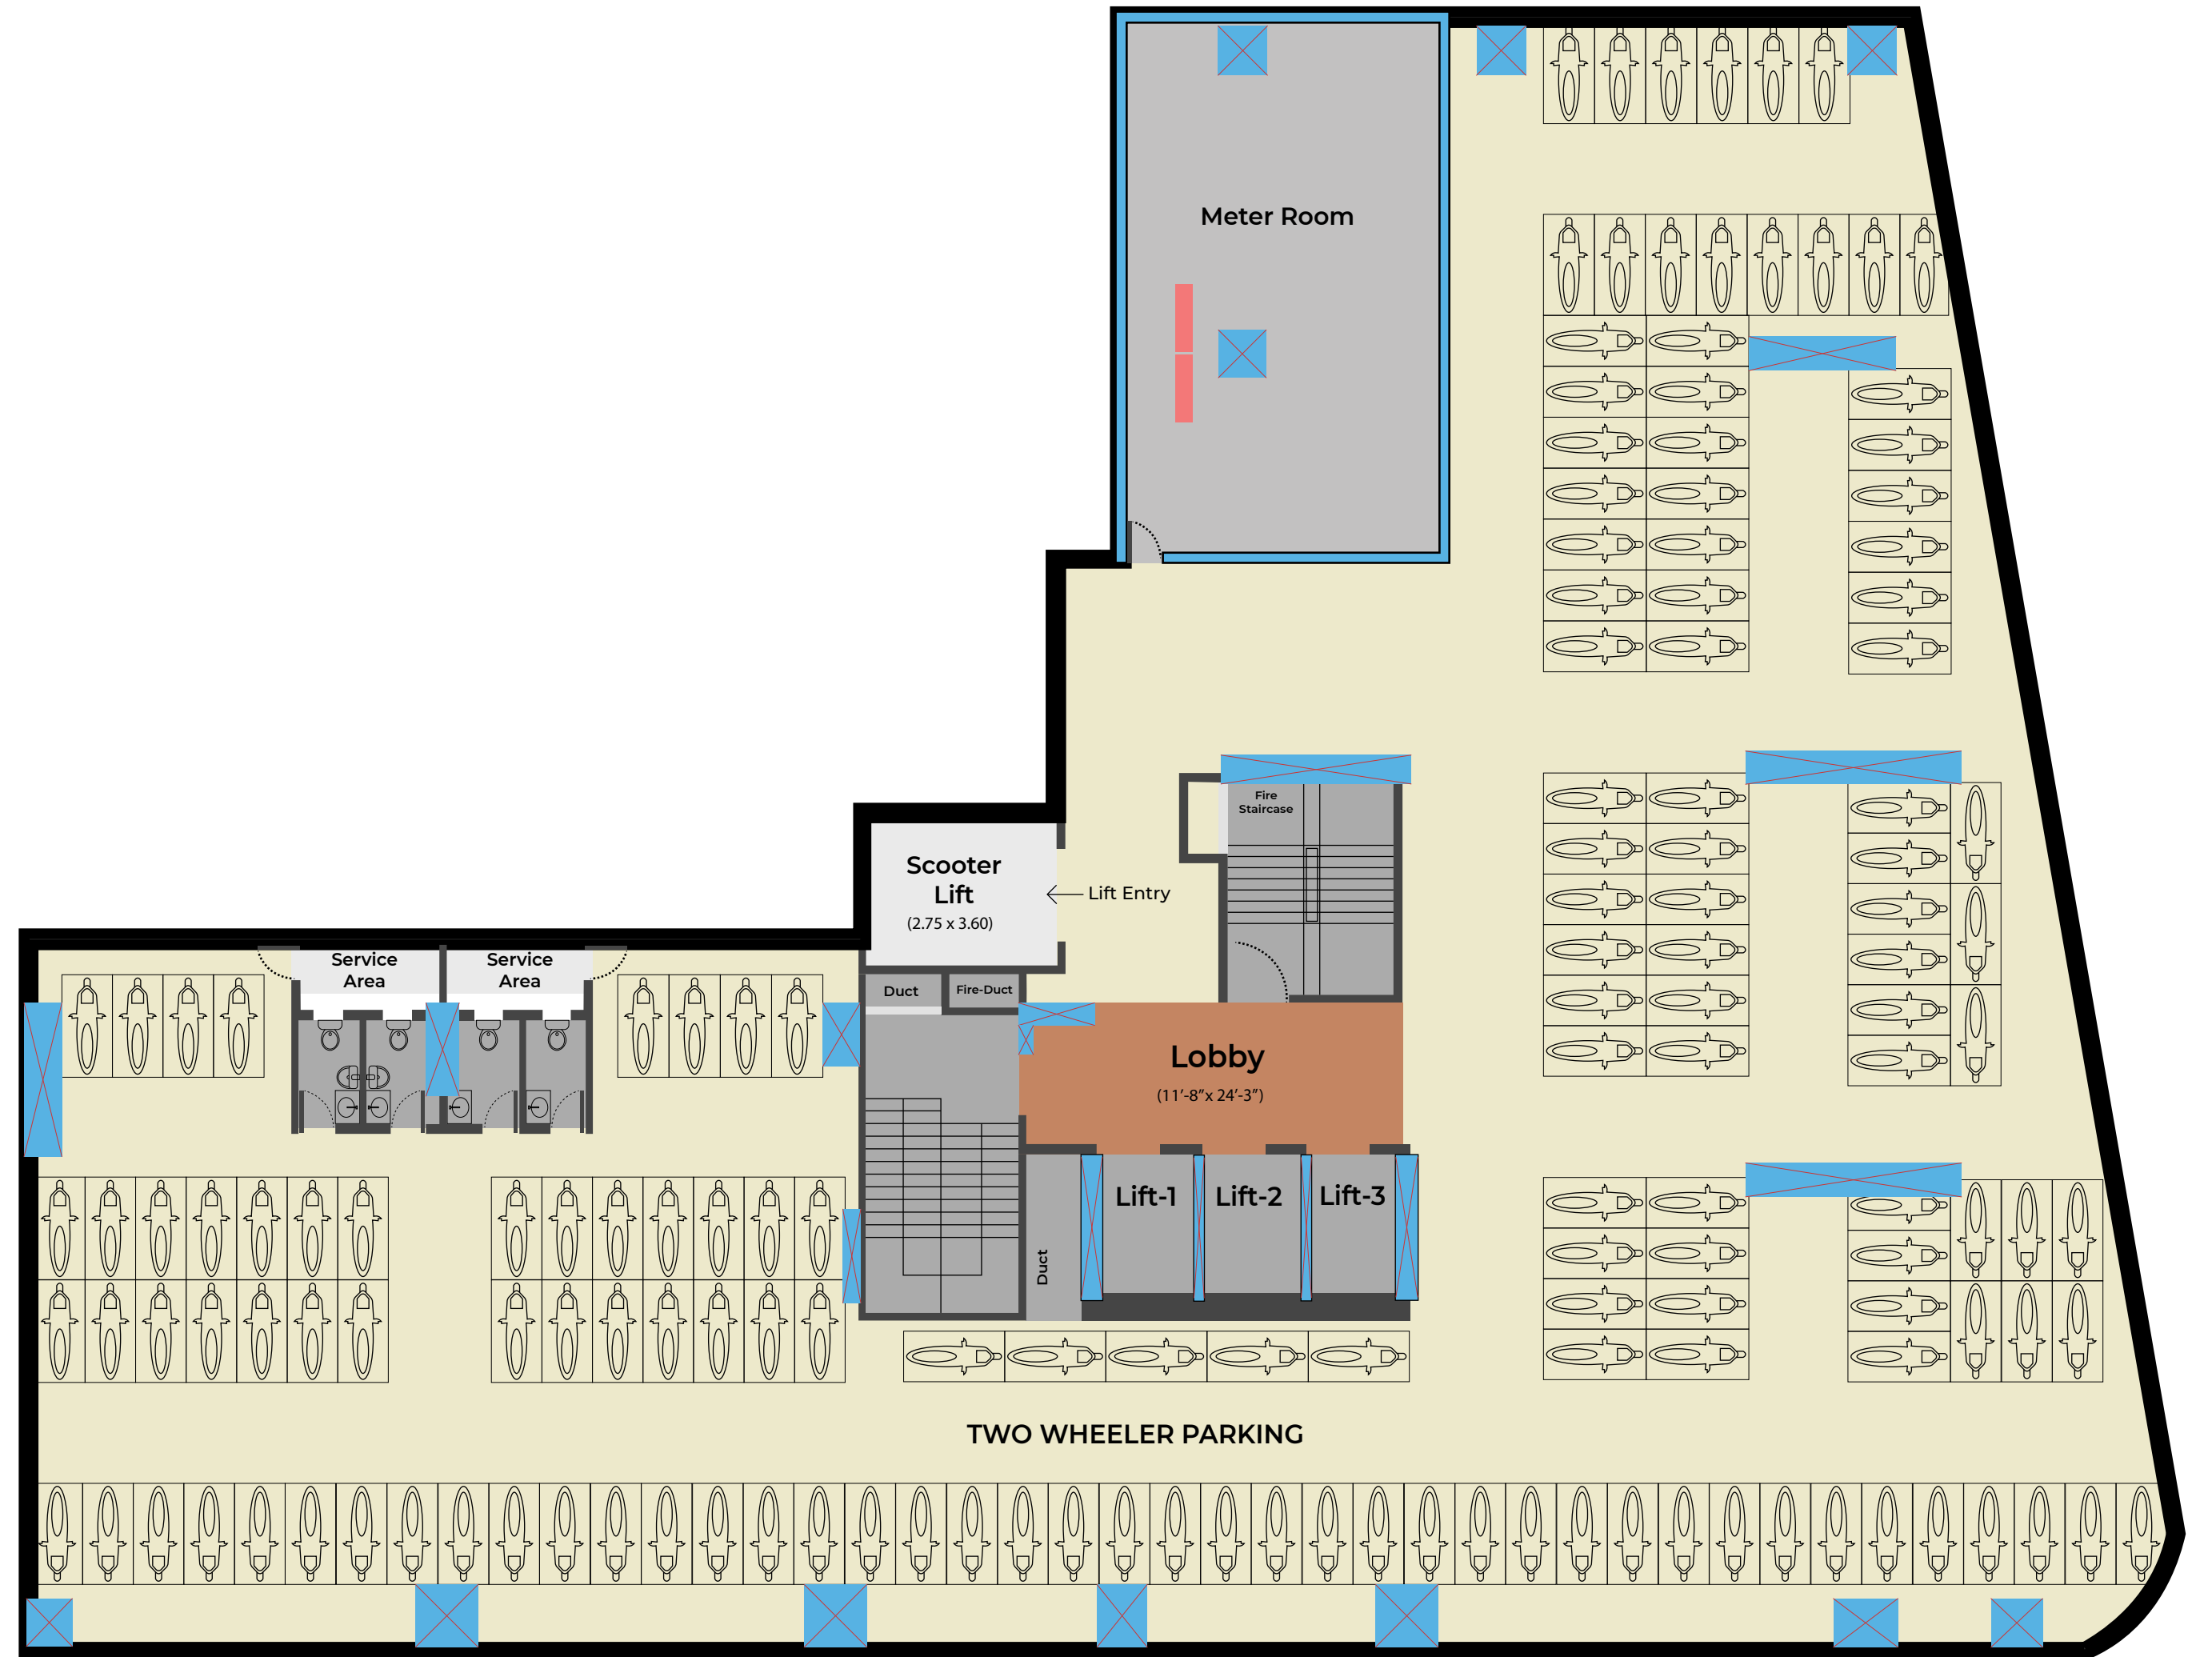 Meter Room
Fire
Staircase
Scooter
Lift
(2.75 x 3.60)
Lift Entry
Service
Area
Service
Area
Duct
Fire-Duct
Lobby
(11'-8"x 24'-3")
Lift-1
Lift-2
Lift-3
Duct
TWO WHEELER PARKING